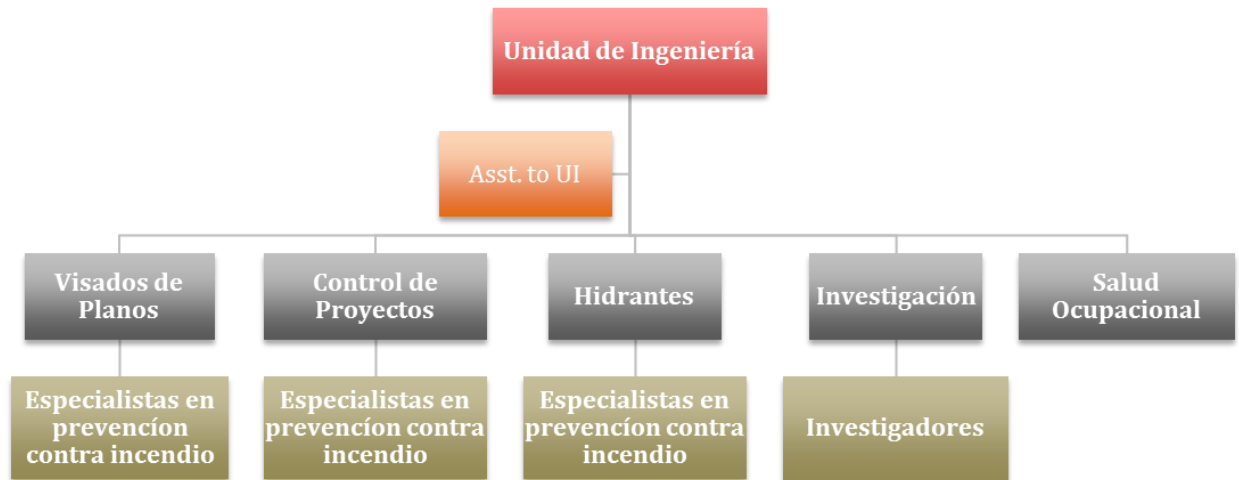 Unidad de Ingeniería
Asst. to UI
Visados de
Planos
Control de
Proyectos
Hidrantes
Investigación
Salud
Ocupacional
Especialistas en
prevencíon
contra incendio
Especialistas en
prevencíon contra
incendio
Especialistas en
prevencíon contra
incendio
Investigadores